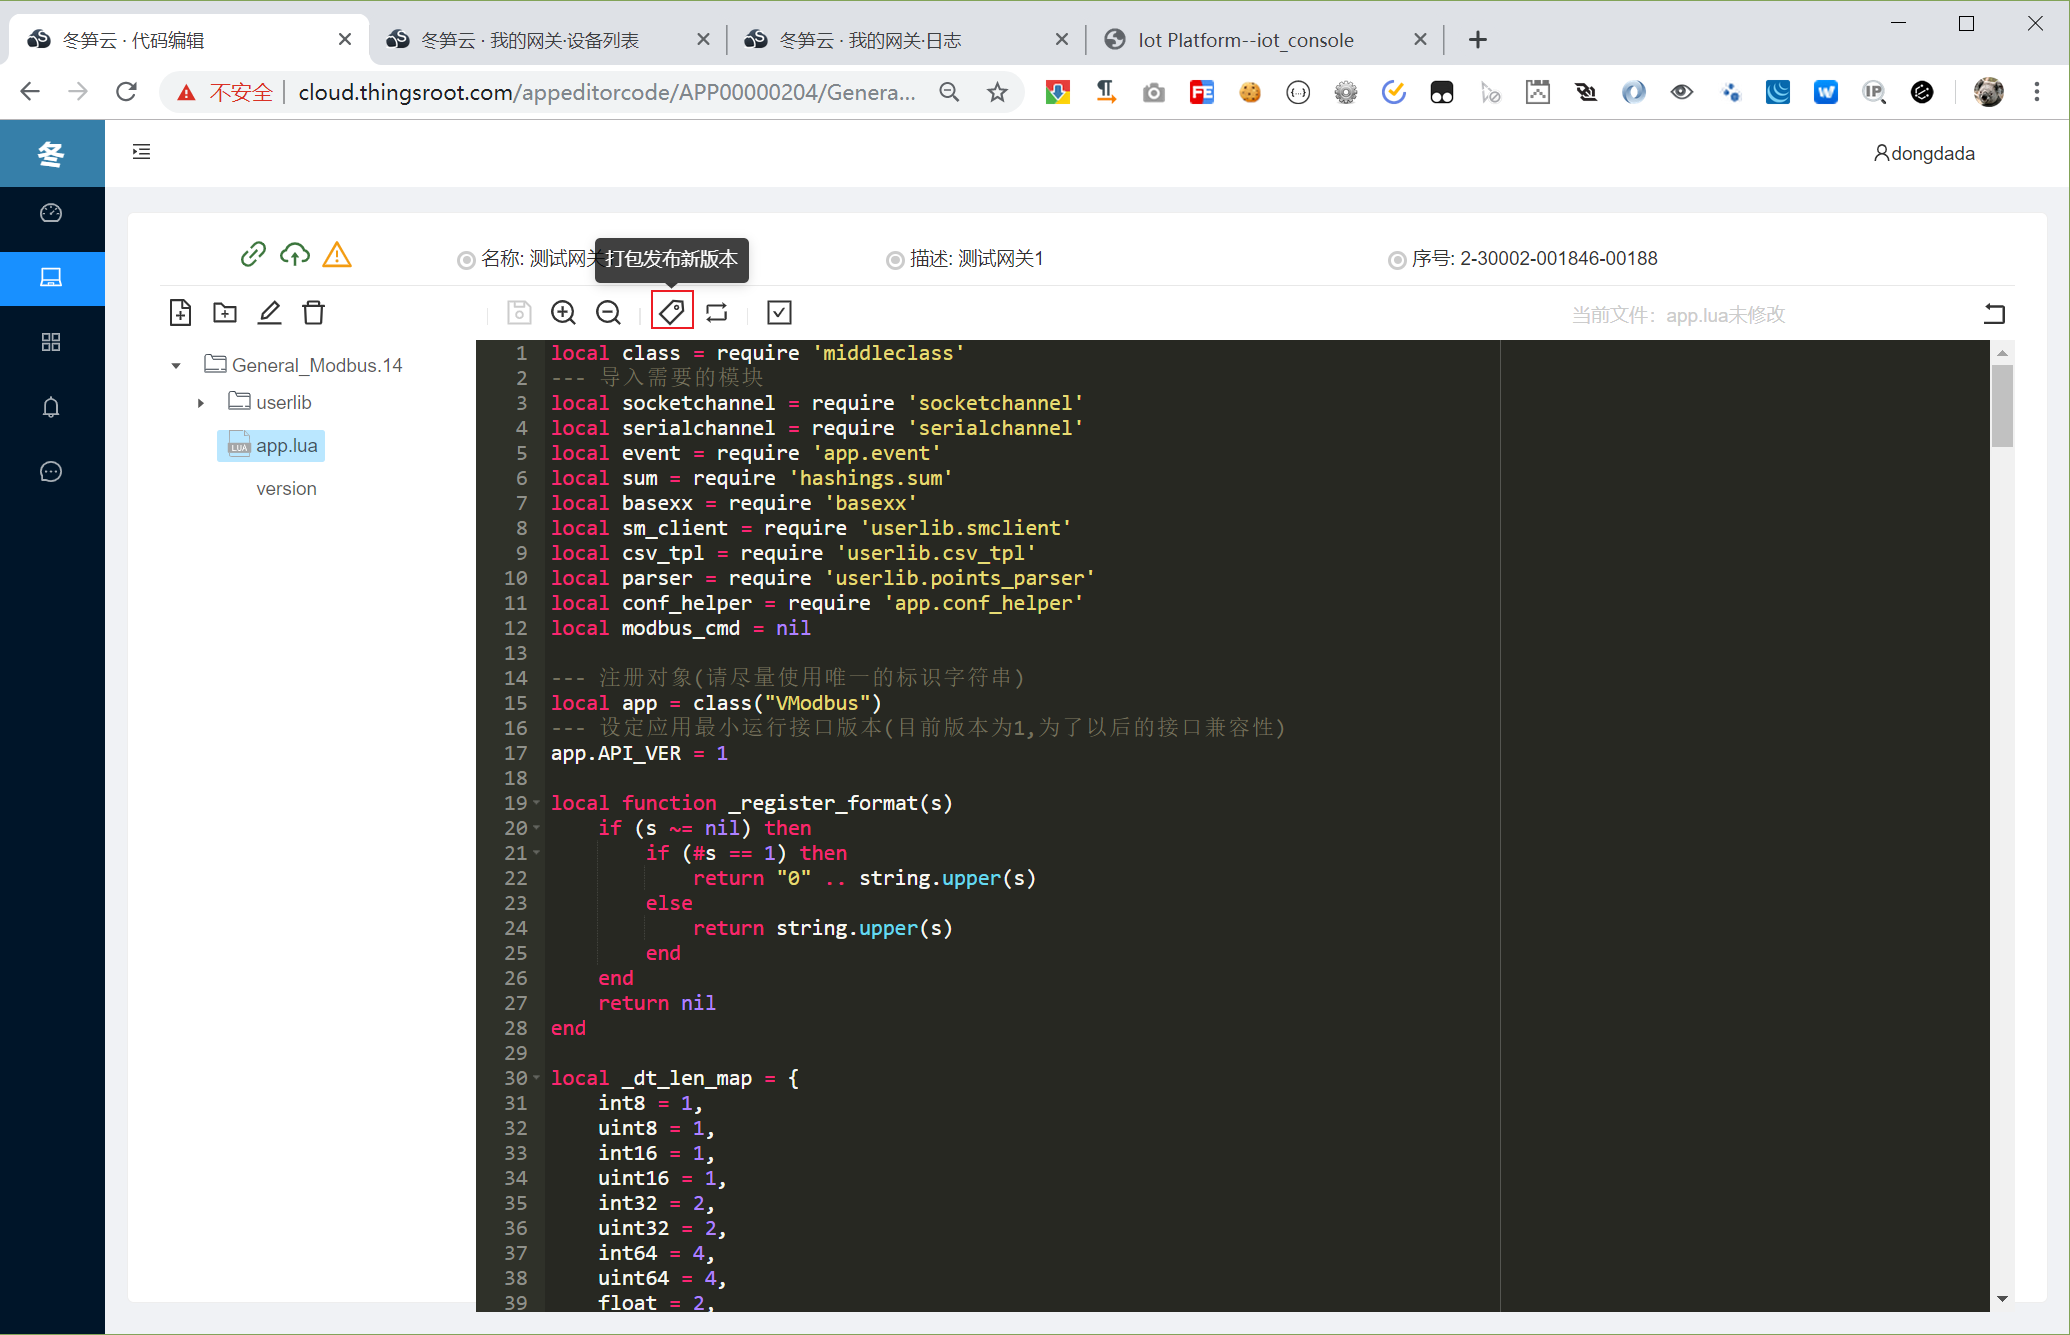 冬笋云 · 代码编辑
冬笋云 · 我的网关·设备列表
冬笋云 · 我的网关·日志
Iot Platform--iot_console
不安全
cloud.thingsroot.com/appeditorcode/APP00000204/Genera...
冬
dongdada
名称: 测试网关
打包发布新版本
描述: 测试网关1
序号: 2-30002-001846-00188
当前文件: app.lua未修改
General_Modbus.14
userlib
LUA app.lua
version
1 local class = require 'middleclass'
2 --- 导入需要的模块
3 local socketchannel = require 'socketchannel'
4 local serialchannel = require 'serialchannel'
5 local event = require 'app.event'
6 local sum = require 'hashings.sum'
7 local basexx = require 'basexx'
8 local sm_client = require 'userlib.smclient'
9 local csv_tpl = require 'userlib.csv_tpl'
10 local parser = require 'userlib.points_parser'
11 local conf_helper = require 'app.conf_helper'
12 local modbus_cmd = nil
13
14 --- 注册对象(请尽量使用唯一的标识字符串)
15 local app = class("VModbus")
16 --- 设定应用最小运行接口版本(目前版本为1,为了以后的接口兼容性)
17 app.API_VER = 1
18
19 local function _register_format(s)
20 if (s ~= nil) then
21 if (#s == 1) then
22 return "0" .. string.upper(s)
23 else
24 return string.upper(s)
25 end
26 end
27 return nil
28 end
29
30 local _dt_len_map = {
31 int8 = 1,
32 uint8 = 1,
33 int16 = 1,
34 uint16 = 1,
35 int32 = 2,
36 uint32 = 2,
37 int64 = 4,
38 uint64 = 4,
39 float = 2,